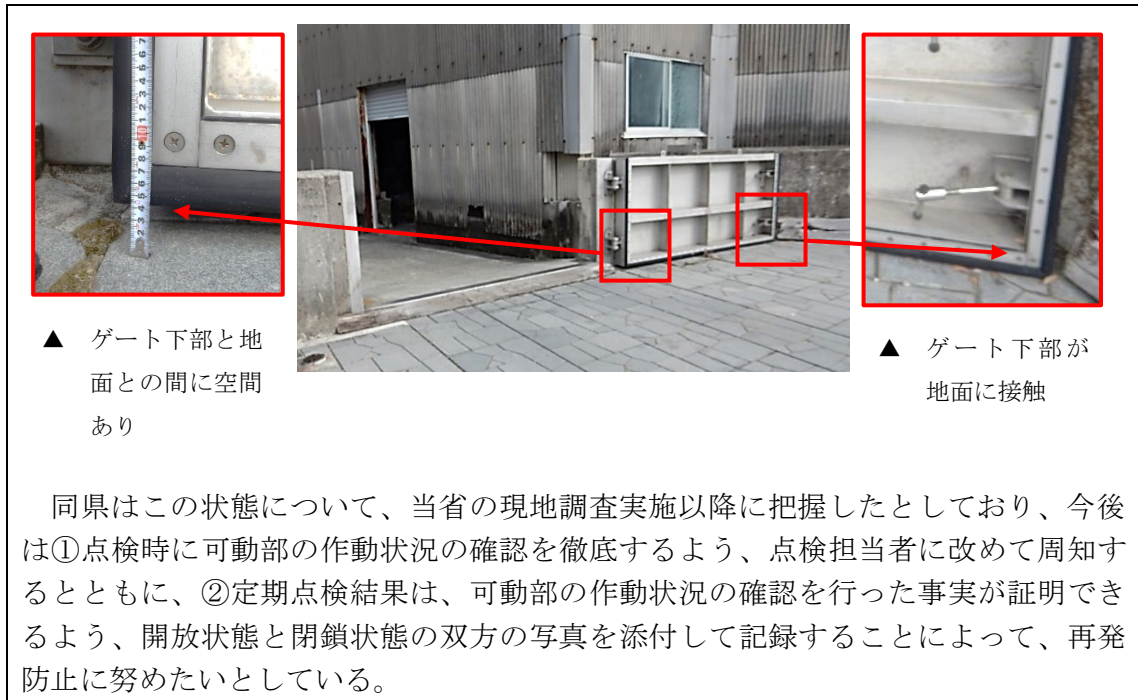 ▲ ゲート下部と地
面との間に空間
あり
▲ ゲート下部が
地面に接触
同県はこの状態について、当省の現地調査実施以降に把握したとしており、今後
は①点検時に可動部の作動状況の確認を徹底するよう、点検担当者に改めて周知す
るとともに、②定期点検結果は、可動部の作動状況の確認を行った事実が証明でき
るよう、開放状態と閉鎖状態の双方の写真を添付して記録することによって、再発
防止に努めたいとしている。